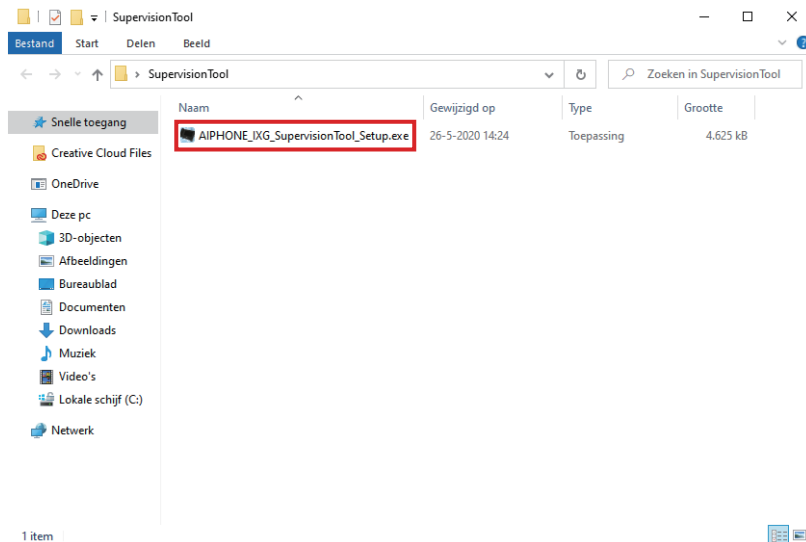 SupervisionTool
Bestand Start Delen Beeld
SupervisionTool
Zoeken in SupervisionTool
Naam Gewijzigd op Type Grootte
Snelle toegang
AIPHONE_IXG_SupervisionTool_Setup.exe 26-5-2020 14:24 Toepassing 4.625 kB
Creative Cloud Files
OneDrive
Deze pc
3D-objecten
Afbeeldingen
Bureaublad
Documenten
Downloads
Muziek
Video's
Lokale schijf (C:)
Netwerk
1 item